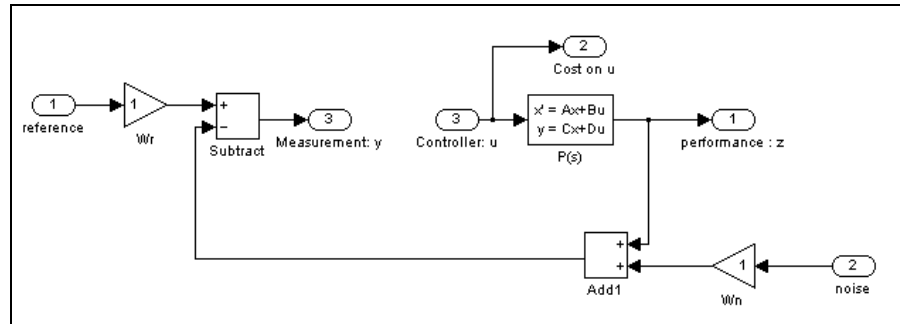 2
Cost on u
1
reference
1
Wr
+
−
Subtract
3
Measurement: y
3
Controller: u
x' = Ax+Bu
y = Cx+Du
P(s)
1
performance : z
+
+
Add1
1
Wn
2
noise